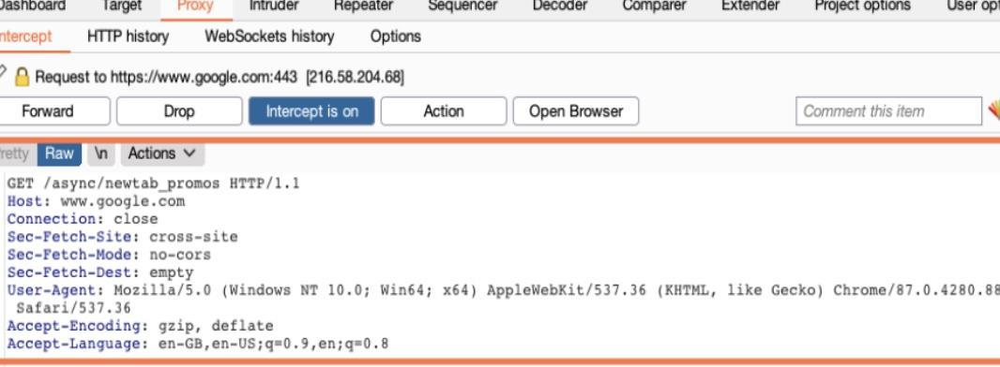 Dashboard Target Proxy Intruder Repeater Sequencer Decoder Comparer Extender Project options User opt
Intercept HTTP history WebSockets history Options
Request to https://www.google.com:443 [216.58.204.68]
Forward Drop Intercept is on Action Open Browser Comment this item
Pretty Raw \n Actions
GET /async/newtab_promos HTTP/1.1
Host: www.google.com
Connection: close
Sec-Fetch-Site: cross-site
Sec-Fetch-Mode: no-cors
Sec-Fetch-Dest: empty
User-Agent: Mozilla/5.0 (Windows NT 10.0; Win64; x64) AppleWebKit/537.36 (KHTML, like Gecko) Chrome/87.0.4280.88
Safari/537.36
Accept-Encoding: gzip, deflate
Accept-Language: en-GB,en-US;q=0.9,en;q=0.8